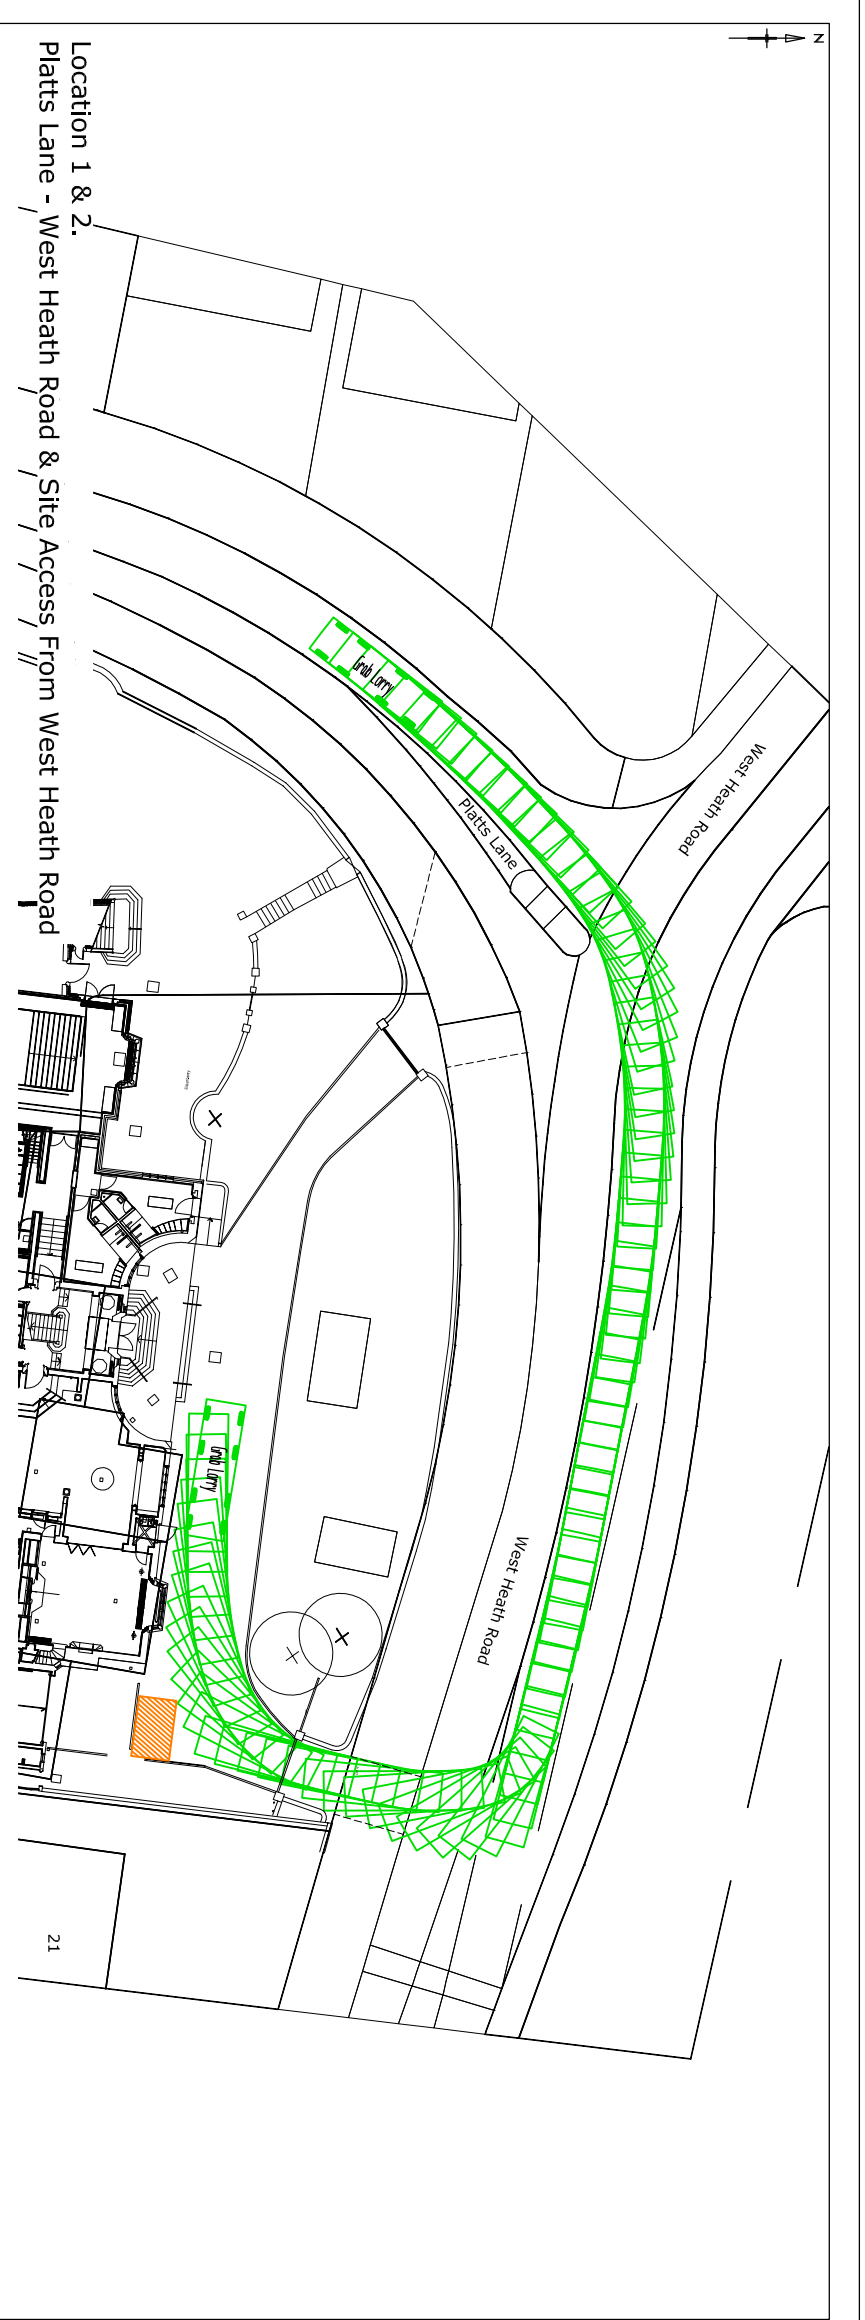 N
Location 1 & 2.
Platts Lane - West Heath Road & Site Access From West Heath Road
West Heath Road
Platts Lane
Grab Lorry
West Heath Road
Grab Lorry
21